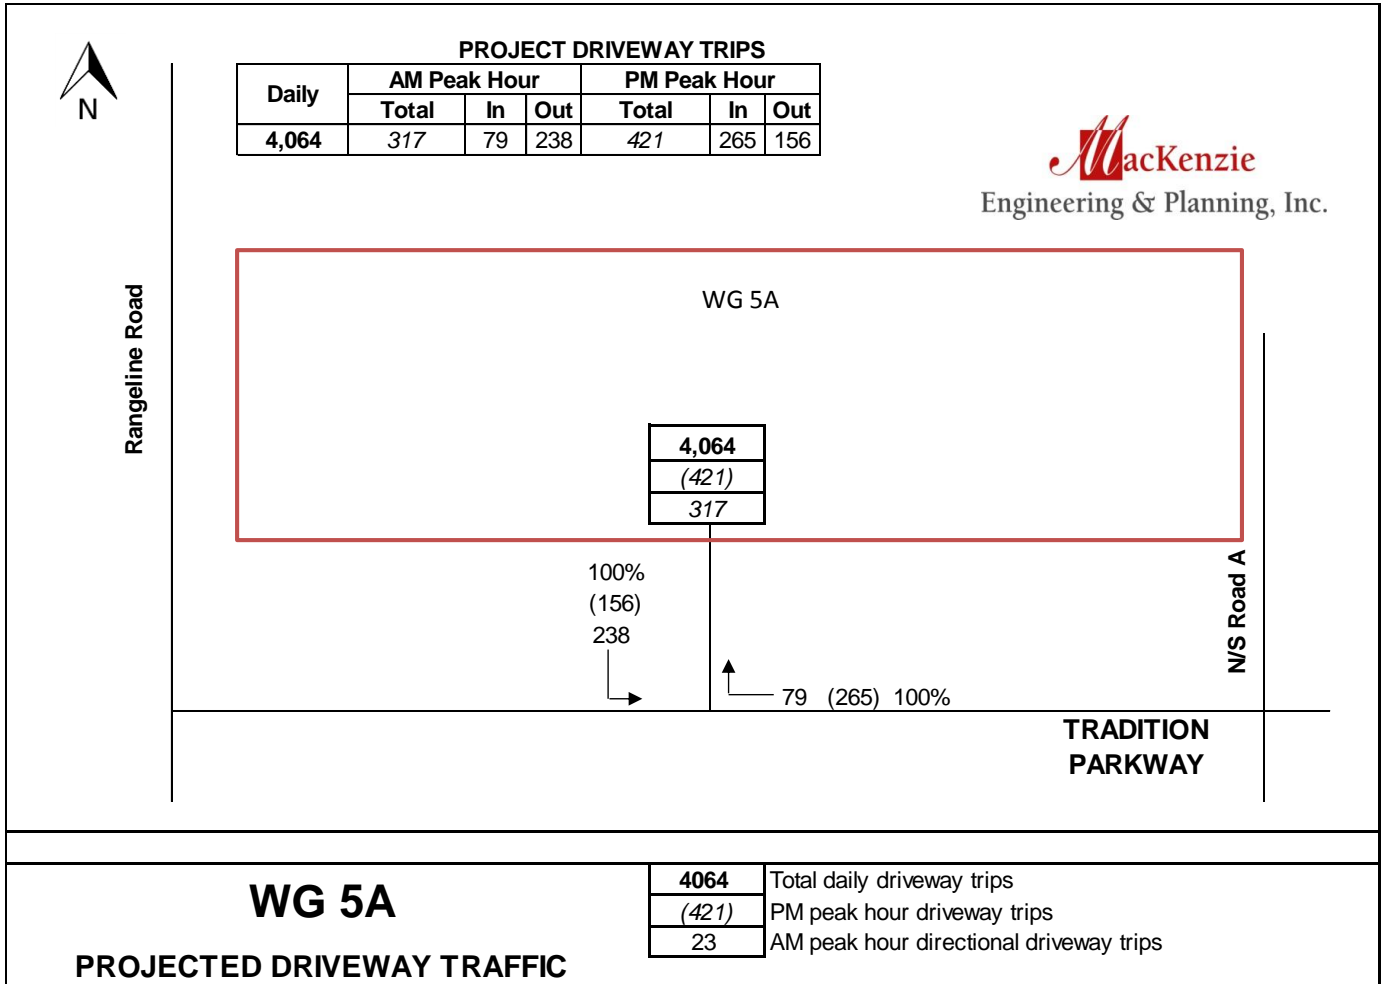 N
PROJECT DRIVEWAY TRIPS
Daily AM Peak Hour PM Peak Hour
Total In Out Total In Out
4,064 317 79 238 421 265 156
MacKenzie
Engineering & Planning, Inc.
Rangeline Road
WG 5A
4,064
(421)
317
100%
(156)
238
79 (265) 100%
N/S Road A
TRADITION
PARKWAY
WG 5A
PROJECTED DRIVEWAY TRAFFIC
4064 Total daily driveway trips
(421) PM peak hour driveway trips
23 AM peak hour directional driveway trips